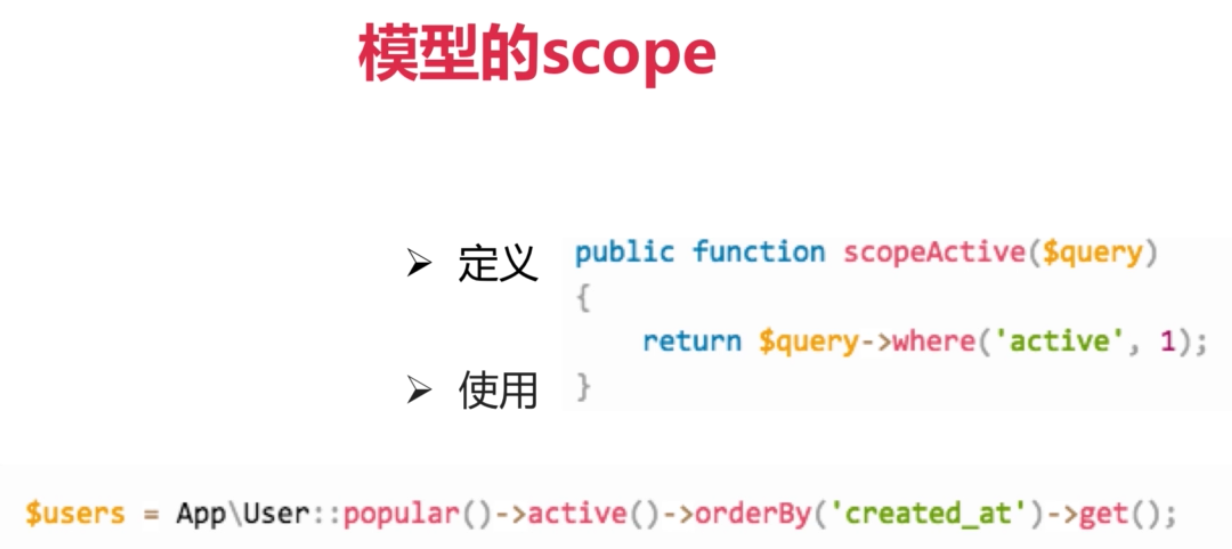 模型的scope
➢ 定义
public function scopeActive($query)
{
    return $query->where('active', 1);
}
➢ 使用
$users = App\User::popular()->active()->orderBy('created_at')->get();